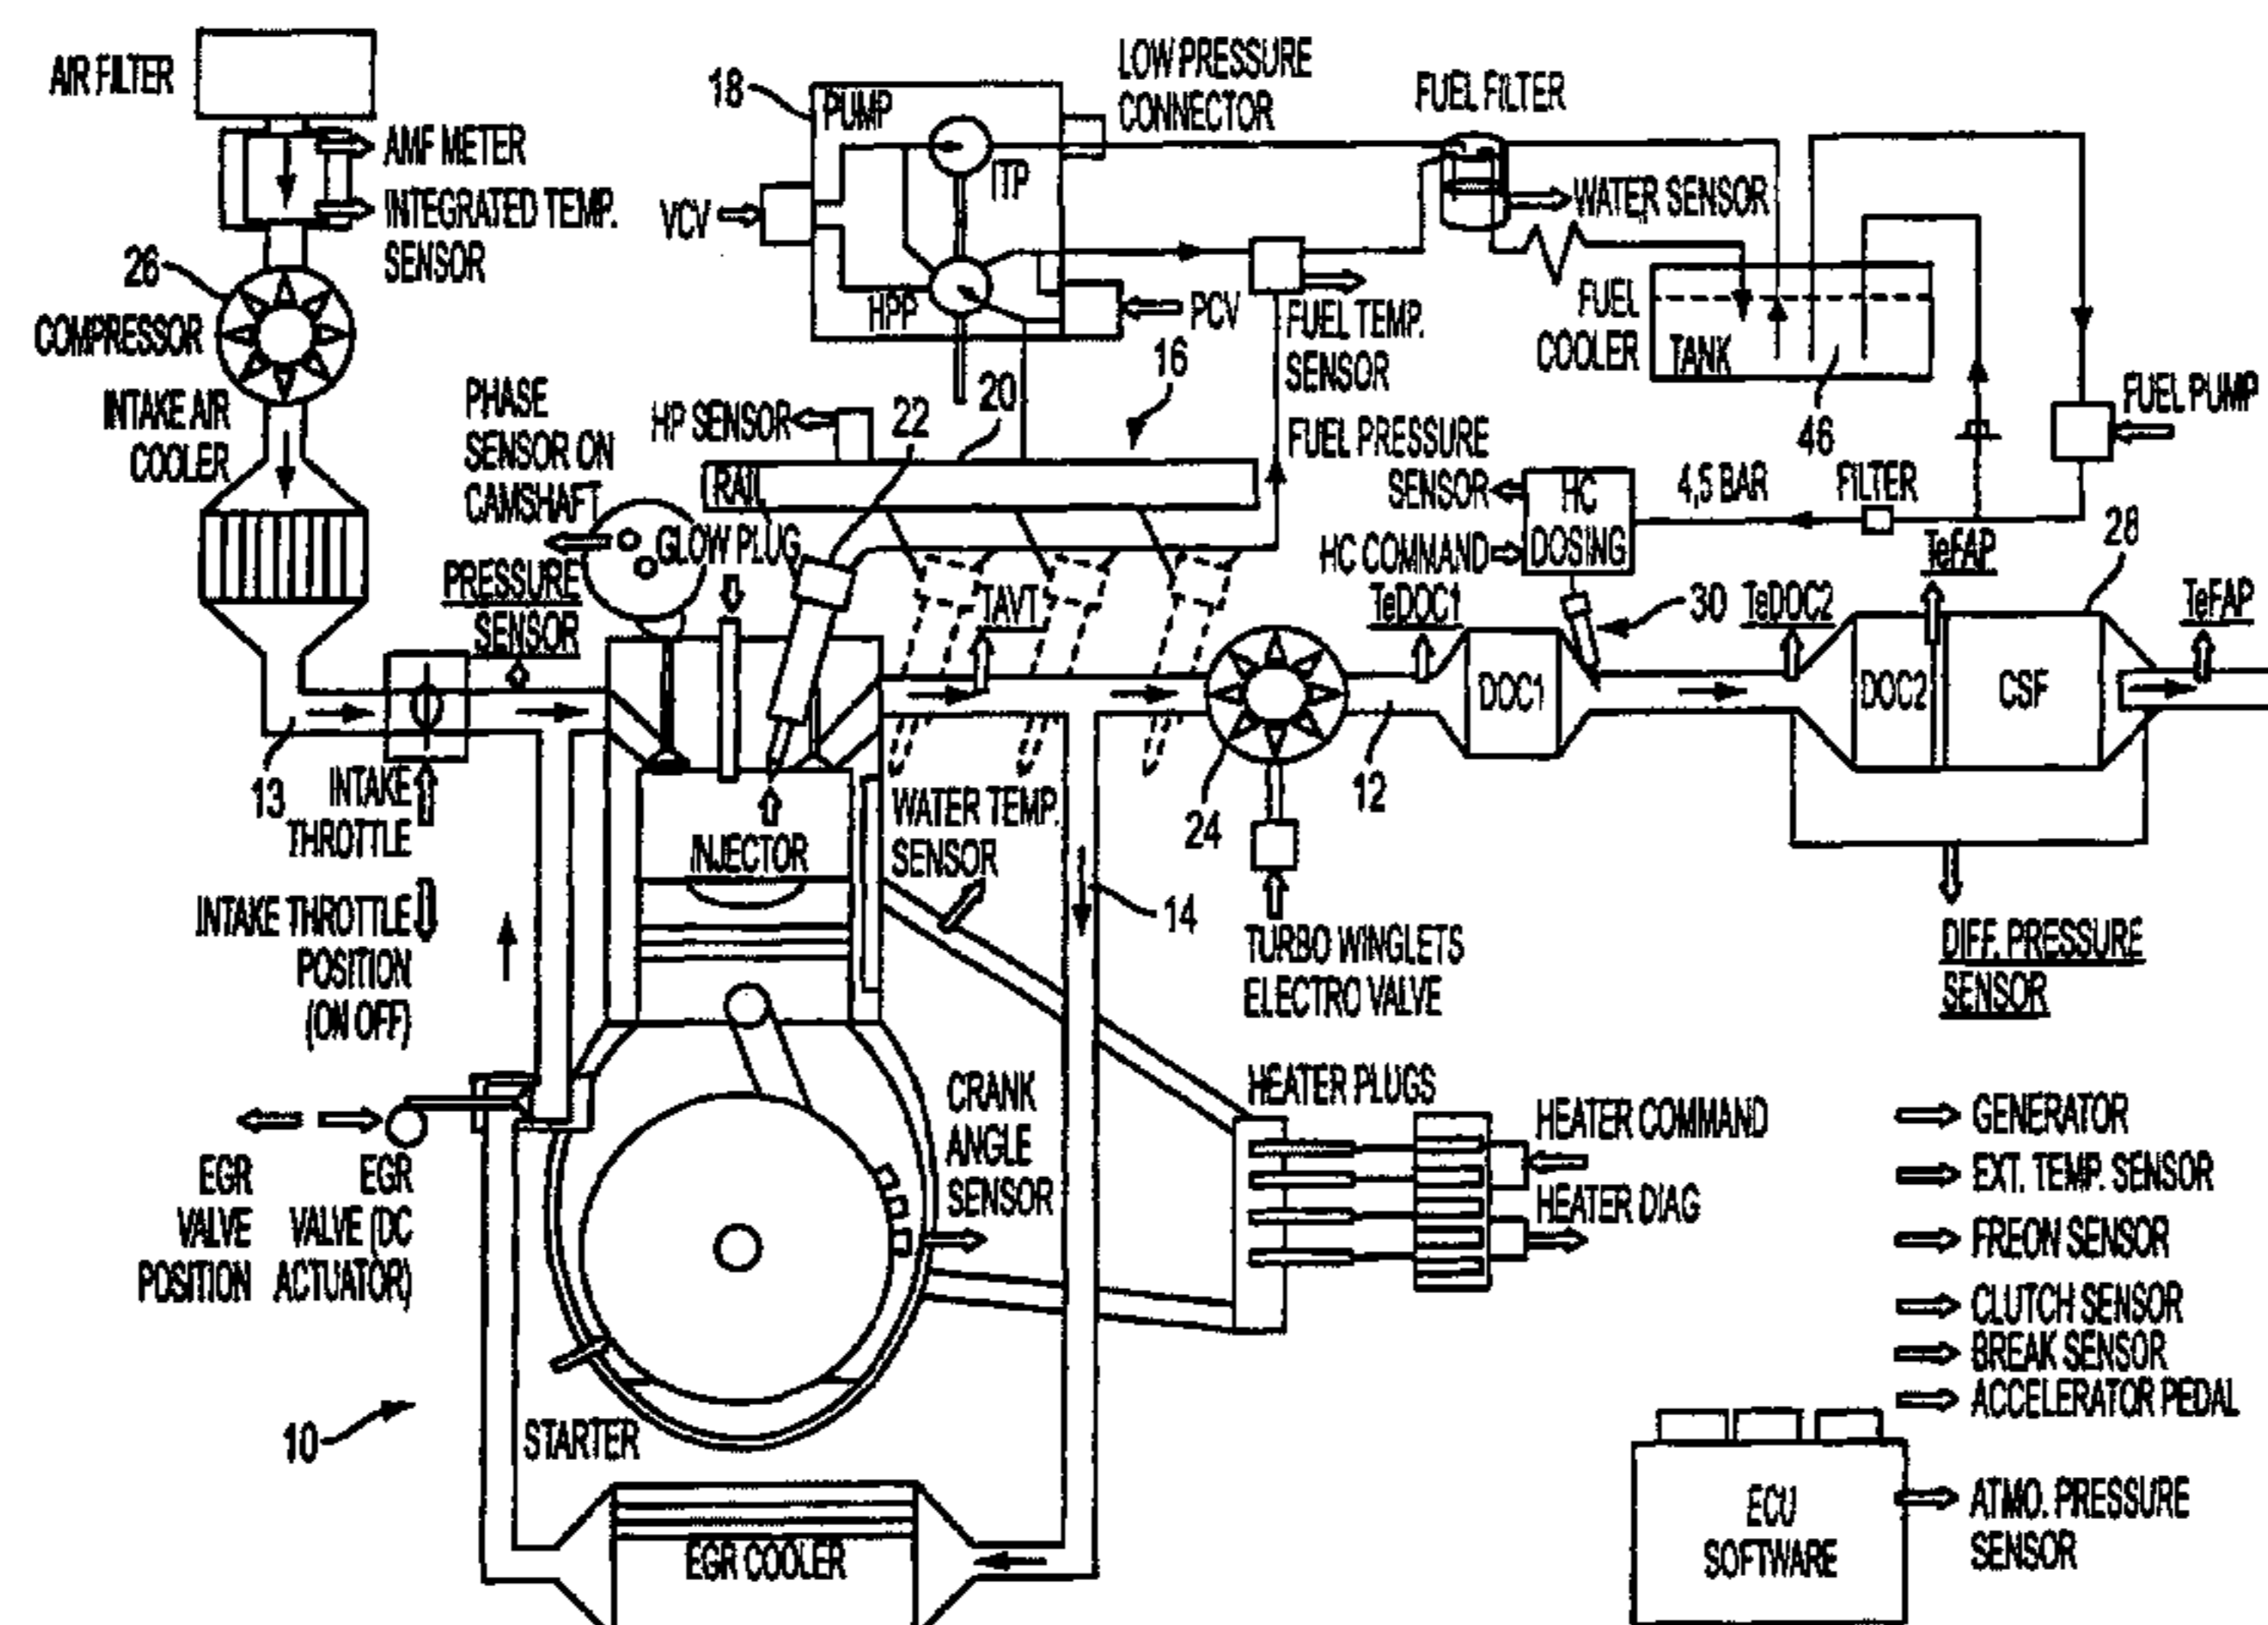 AIR FILTER
AMF METER
INTEGRATED TEMP.
SENSOR
26
COMPRESSOR
INTAKE AIR
COOLER
18
PUMP
LOW PRESSURE
CONNECTOR
ITP
VCV
HPP
PCV
FUEL FILTER
WATER SENSOR
FUEL TEMP.
SENSOR
FUEL
COOLER
TANK
46
FUEL PUMP
16
20
22
HP SENSOR
RAIL
PHASE
SENSOR ON
CAMSHAFT
GLOW PLUG
FUEL PRESSURE
SENSOR
HC
DOSING
HC COMMAND
4,5 BAR
FILTER
PRESSURE
SENSOR
TAVT
TeDOC1
30
TeDOC2
TeFAP
28
TeFAP
DOC1
DOC2
CSF
13
INTAKE
THROTTLE
INTAKE THROTTLE
POSITION
(ON OFF)
INJECTOR
WATER TEMP.
SENSOR
24
12
14
TURBO WINGLETS
ELECTRO VALVE
DIFF. PRESSURE
SENSOR
EGR
VALVE
POSITION
EGR
VALVE (DC
ACTUATOR)
CRANK
ANGLE
SENSOR
HEATER PLUGS
HEATER COMMAND
HEATER DIAG
GENERATOR
EXT. TEMP. SENSOR
FREON SENSOR
CLUTCH SENSOR
BREAK SENSOR
ACCELERATOR PEDAL
10
STARTER
EGR COOLER
ECU
SOFTWARE
ATMO. PRESSURE
SENSOR